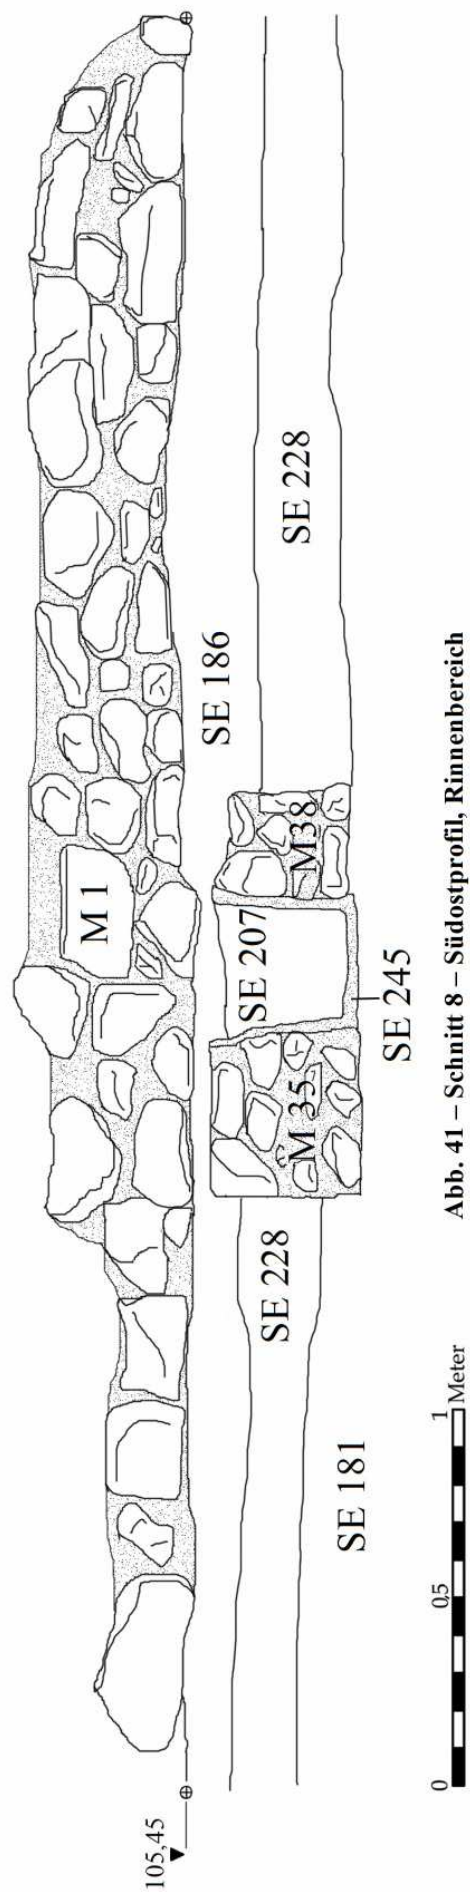 M 1
SE 186
SE 207
M38
SE 228
M 35
SE 228
SE 245
SE 181
105,45
0
0,5
1
Meter
Abb. 41 – Schnitt 8 – Südostprofil, Rinnenbereich